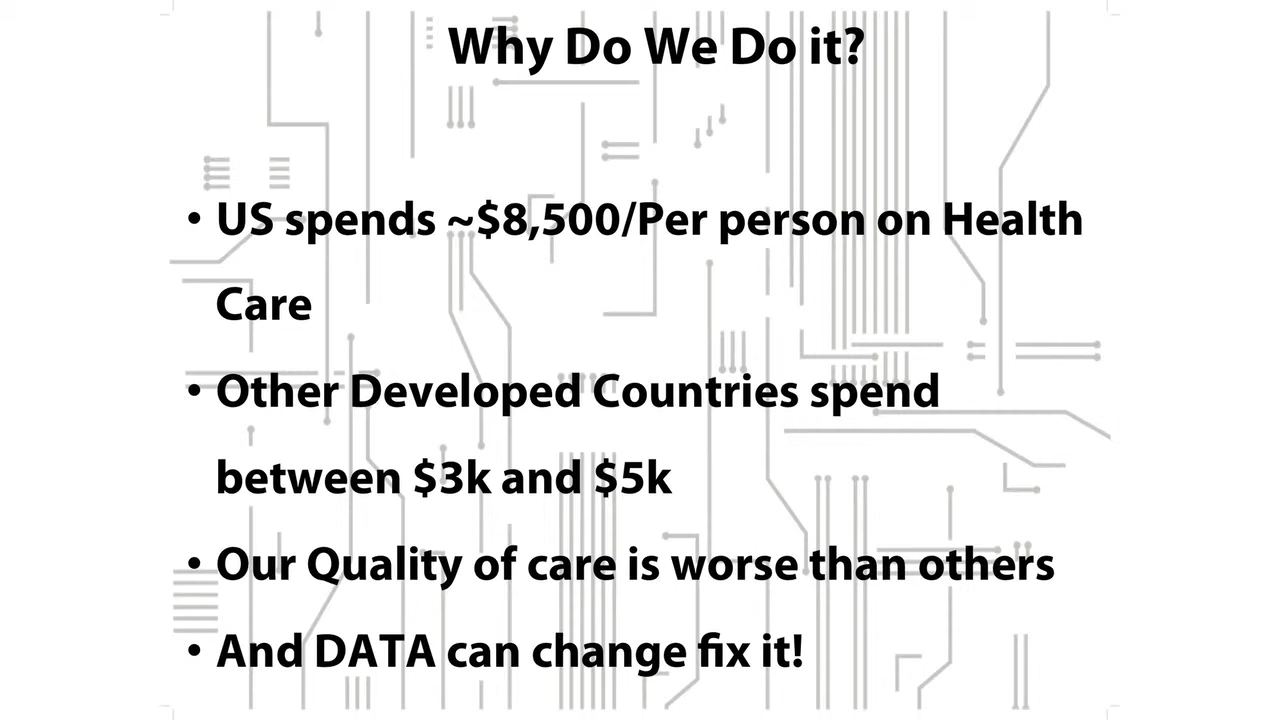 Why Do We Do it?
• US spends ~$8,500/Per person on Health
Care
• Other Developed Countries spend
between $3k and $5k
• Our Quality of care is worse than others
• And DATA can change fix it!